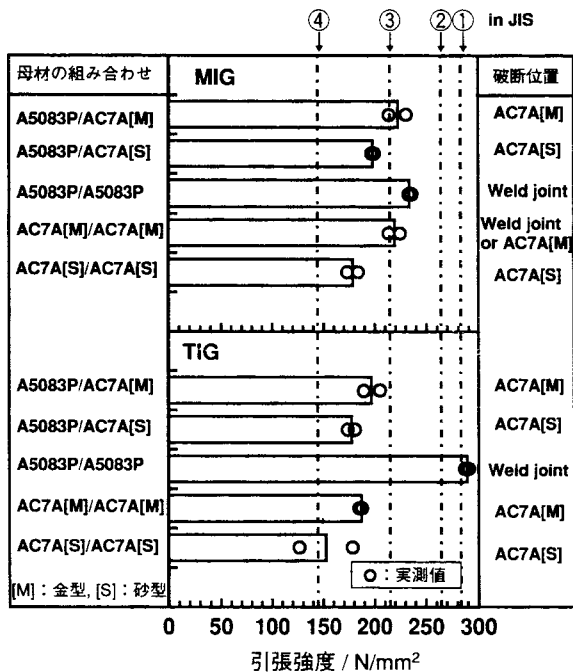 ④ ③ ② ① in JIS
母材の組み合わせ MIG 破断位置
A5083P/AC7A[M] AC7A[M]
A5083P/AC7A[S] AC7A[S]
A5083P/A5083P Weld joint
AC7A[M]/AC7A[M] Weld joint
or AC7A[M]
AC7A[S]/AC7A[S] AC7A[S]
TIG
A5083P/AC7A[M] AC7A[M]
A5083P/AC7A[S] AC7A[S]
A5083P/A5083P Weld joint
AC7A[M]/AC7A[M] AC7A[M]
AC7A[S]/AC7A[S] AC7A[S]
○:実測値
[M]:金型, [S]:砂型
0 50 100 150 200 250 300
引張強度 / N/mm²